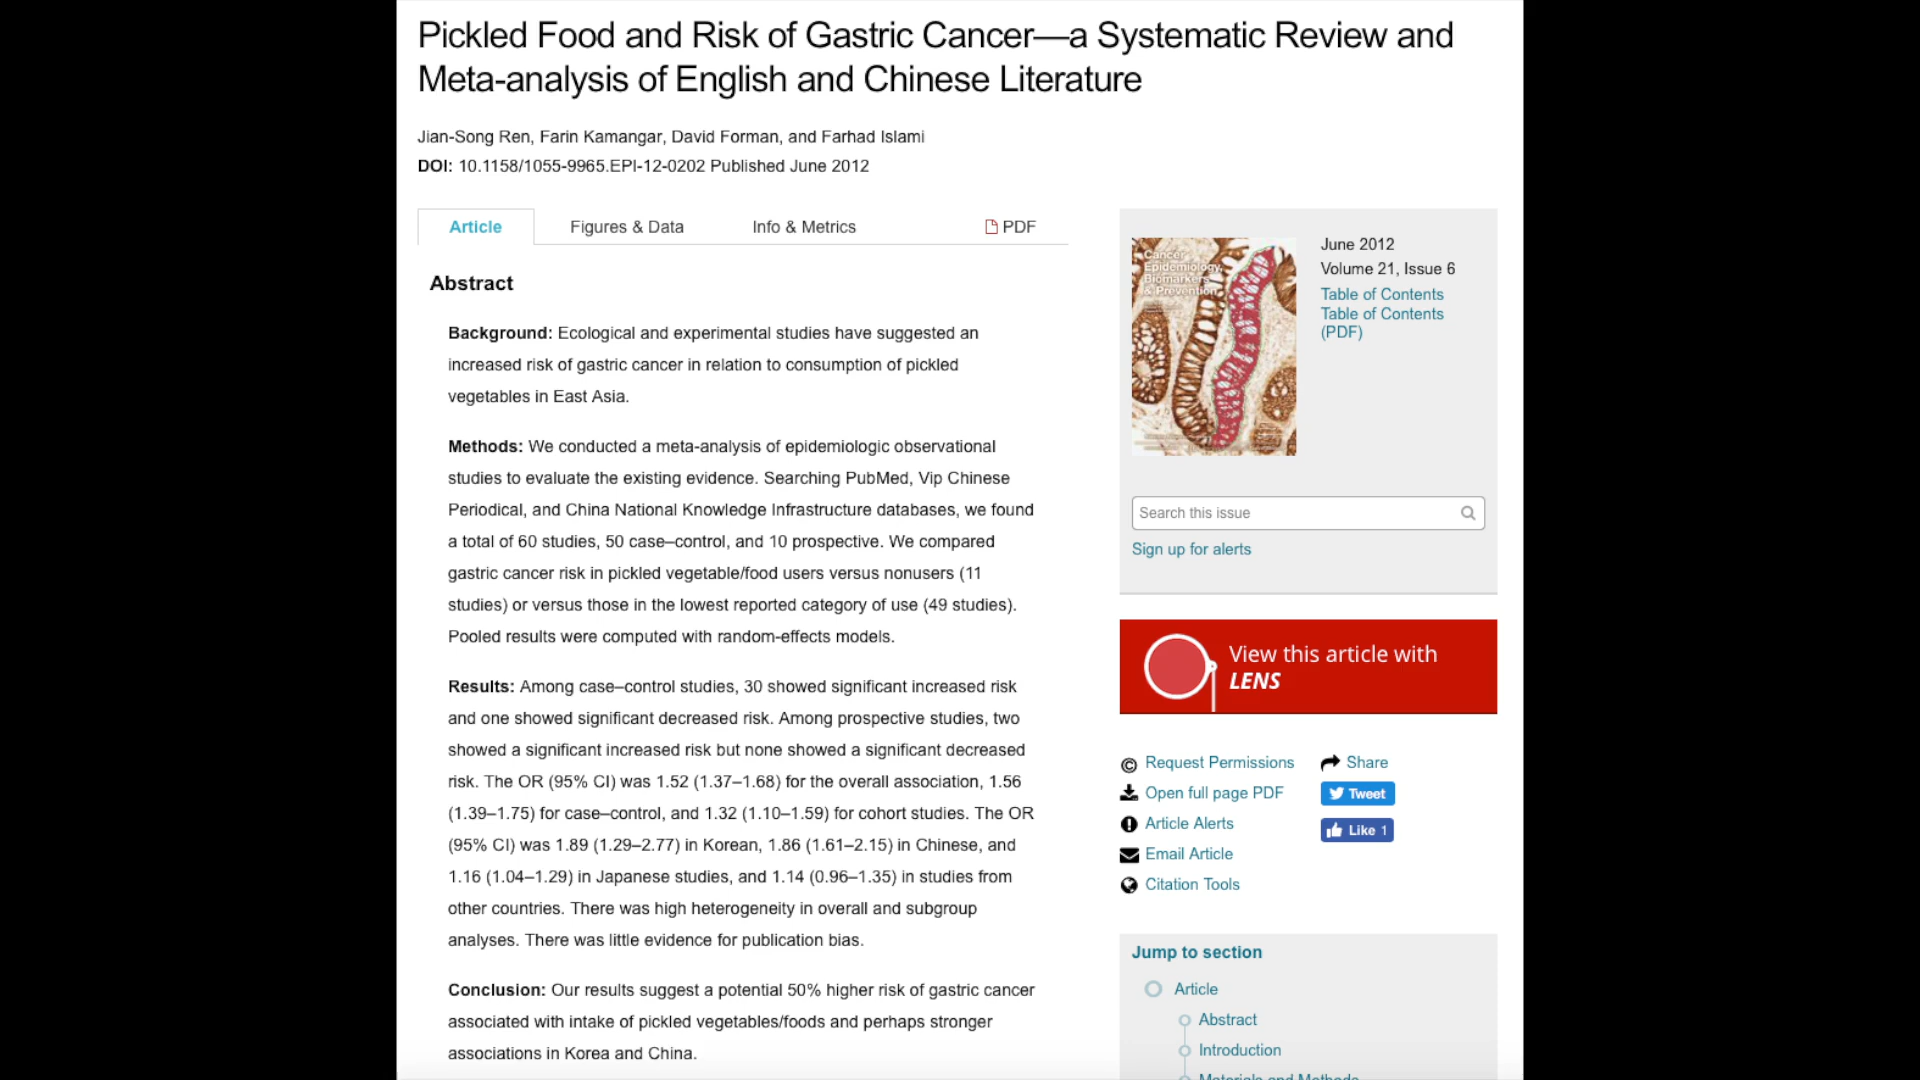 Pickled Food and Risk of Gastric Cancer—a Systematic Review and
Meta-analysis of English and Chinese Literature
Jian-Song Ren, Farin Kamangar, David Forman, and Farhad Islami
DOI: 10.1158/1055-9965.EPI-12-0202 Published June 2012
Article
Figures & Data
Info & Metrics
PDF
Abstract
Background: Ecological and experimental studies have suggested an
increased risk of gastric cancer in relation to consumption of pickled
vegetables in East Asia.
Methods: We conducted a meta-analysis of epidemiologic observational
studies to evaluate the existing evidence. Searching PubMed, Vip Chinese
Periodical, and China National Knowledge Infrastructure databases, we found
a total of 60 studies, 50 case–control, and 10 prospective. We compared
gastric cancer risk in pickled vegetable/food users versus nonusers (11
studies) or versus those in the lowest reported category of use (49 studies).
Pooled results were computed with random-effects models.
Results: Among case–control studies, 30 showed significant increased risk
and one showed significant decreased risk. Among prospective studies, two
showed a significant increased risk but none showed a significant decreased
risk. The OR (95% CI) was 1.52 (1.37–1.68) for the overall association, 1.56
(1.39–1.75) for case–control, and 1.32 (1.10–1.59) for cohort studies. The OR
(95% CI) was 1.89 (1.29–2.77) in Korean, 1.86 (1.61–2.15) in Chinese, and
1.16 (1.04–1.29) in Japanese studies, and 1.14 (0.96–1.35) in studies from
other countries. There was high heterogeneity in overall and subgroup
analyses. There was little evidence for publication bias.
Conclusion: Our results suggest a potential 50% higher risk of gastric cancer
associated with intake of pickled vegetables/foods and perhaps stronger
associations in Korea and China.
Cancer
Epidemiology,
Biomarkers
& Prevention
June 2012
Volume 21, Issue 6
Table of Contents
Table of Contents
(PDF)
Search this issue
Sign up for alerts
View this article with
LENS
Request Permissions
Open full page PDF
Article Alerts
Email Article
Citation Tools
Share
Tweet
Like 1
Jump to section
Article
Abstract
Introduction
Materials and Methods